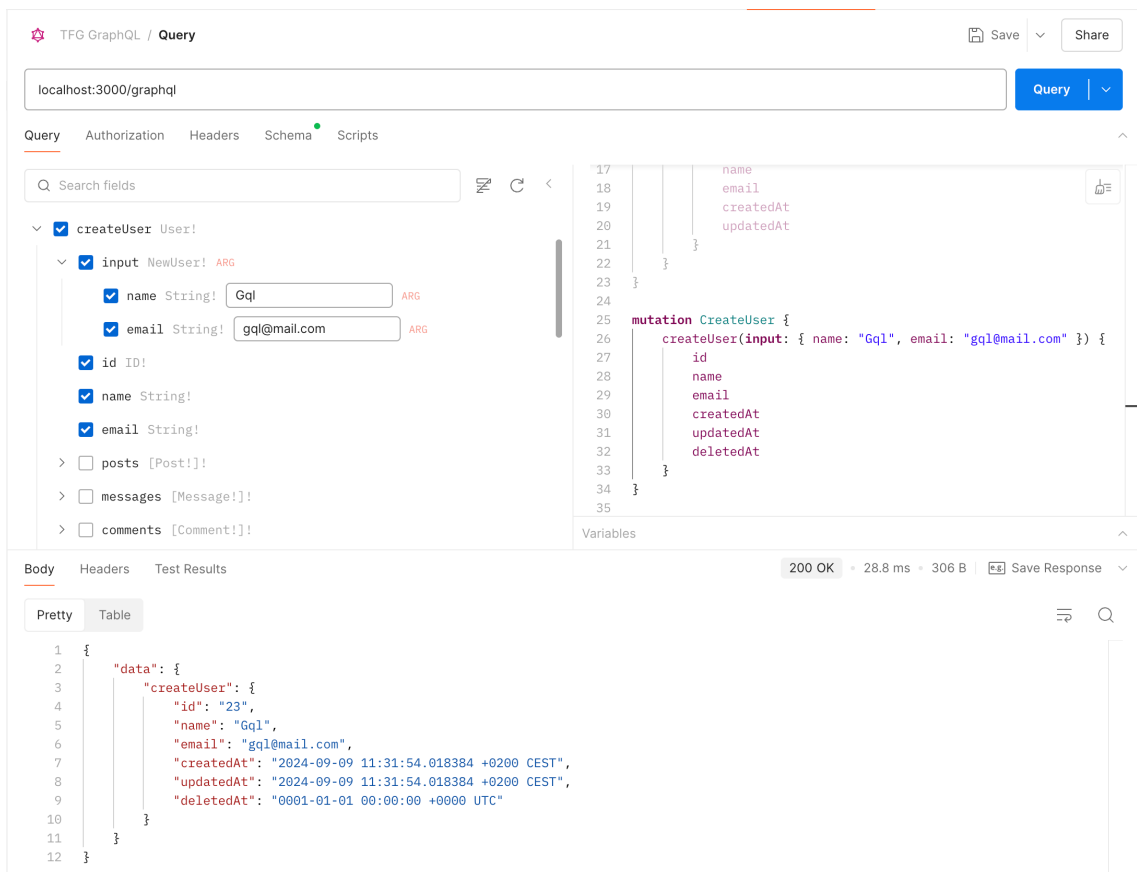 TFG GraphQL / Query
Save
Share
localhost:3000/graphql
Query
Query
Authorization
Headers
Schema
Scripts
Search fields
createUser User!
input NewUser! ARG
name String! Gql ARG
email String! gql@mail.com ARG
id ID!
name String!
email String!
posts [Post!]!
messages [Message!]!
comments [Comment!]!
17 name
18 email
19 createdAt
20 updatedAt
21 }
22 }
23 }
24
25 mutation CreateUser {
26 createUser(input: { name: "Gql", email: "gql@mail.com" }) {
27 id
28 name
29 email
30 createdAt
31 updatedAt
32 deletedAt
33 }
34 }
35
Variables
Body
Headers
Test Results
200 OK • 28.8 ms • 306 B
e.g. Save Response
Pretty
Table
1 {
2 "data": {
3 "createUser": {
4 "id": "23",
5 "name": "Gql",
6 "email": "gql@mail.com",
7 "createdAt": "2024-09-09 11:31:54.018384 +0200 CEST",
8 "updatedAt": "2024-09-09 11:31:54.018384 +0200 CEST",
9 "deletedAt": "0001-01-01 00:00:00 +0000 UTC"
10 }
11 }
12 }